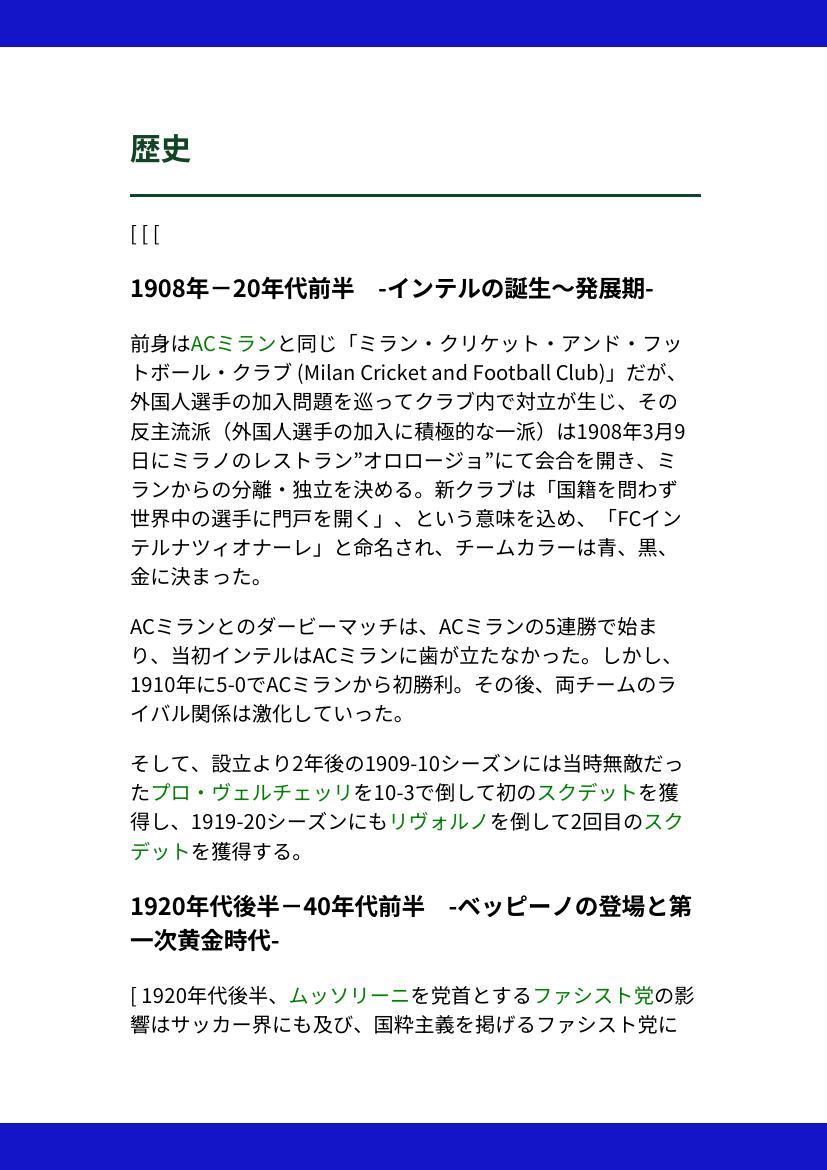 歴史
[ [ [
1908年－20年代前半　-インテルの誕生～発展期-
前身はACミランと同じ「ミラン・クリケット・アンド・フッ
トボール・クラブ (Milan Cricket and Football Club)」だが、
外国人選手の加入問題を巡ってクラブ内で対立が生じ、その
反主流派（外国人選手の加入に積極的な一派）は1908年3月9
日にミラノのレストラン”オロロージョ”にて会合を開き、ミ
ランからの分離・独立を決める。新クラブは「国籍を問わず
世界中の選手に門戸を開く」、という意味を込め、「FCイン
テルナツィオナーレ」と命名され、チームカラーは青、黒、
金に決まった。
ACミランとのダービーマッチは、ACミランの5連勝で始ま
り、当初インテルはACミランに歯が立たなかった。しかし、
1910年に5-0でACミランから初勝利。その後、両チームのラ
イバル関係は激化していった。
そして、設立より2年後の1909-10シーズンには当時無敵だっ
たプロ・ヴェルチェッリを10-3で倒して初のスクデットを獲
得し、1919-20シーズンにもリヴォルノを倒して2回目のスク
デットを獲得する。
1920年代後半－40年代前半　-ベッピーノの登場と第
一次黄金時代-
[ 1920年代後半、ムッソリーニを党首とするファシスト党の影
響はサッカー界にも及び、国粋主義を掲げるファシスト党に